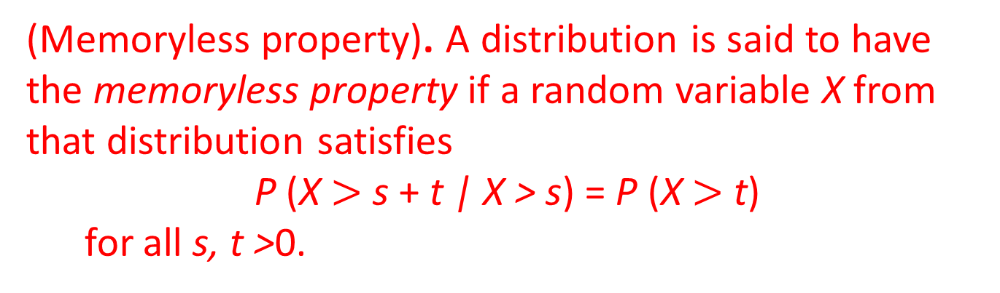 (Memoryless property). A distribution is said to have
the memoryless property if a random variable X from
that distribution satisfies
P (X > s + t | X > s) = P (X > t)
for all s, t >0.